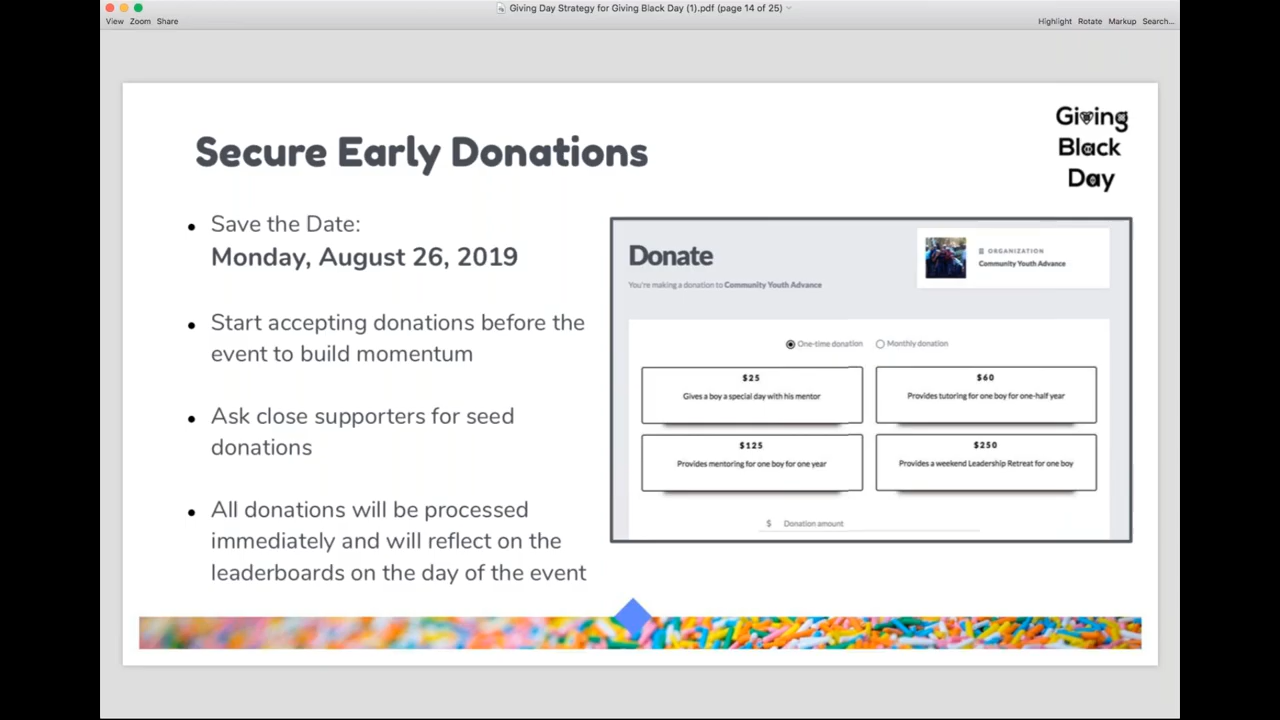 Giving Day Strategy for Giving Black Day (1).pdf (page 14 of 25)
View Zoom Share
Highlight Rotate Markup Search...
Giving
Black
Day
Secure Early Donations
• Save the Date:
Monday, August 26, 2019
• Start accepting donations before the
event to build momentum
• Ask close supporters for seed
donations
• All donations will be processed
immediately and will reflect on the
leaderboards on the day of the event
Donate
You're making a donation to Community Youth Advance
ORGANIZATION
Community Youth Advance
One-time donation Monthly donation
$25
Gives a boy a special day with his mentor
$60
Provides tutoring for one boy for one-half year
$125
Provides mentoring for one boy for one year
$250
Provides a weekend Leadership Retreat for one boy
$ Donation amount